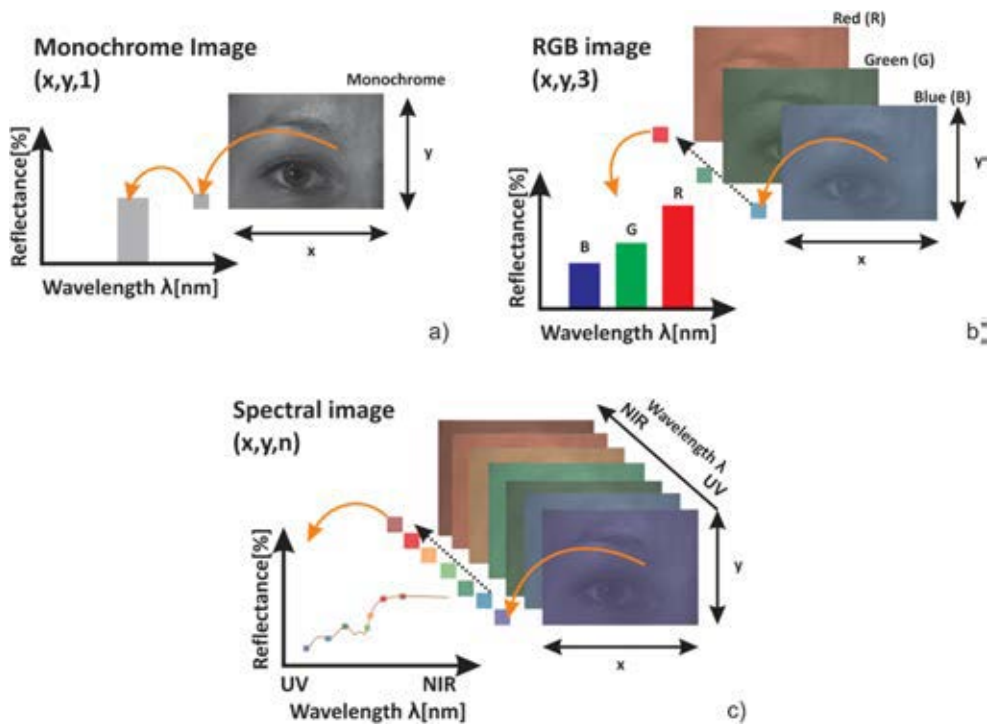 Monochrome Image
(x,y,1)
Monochrome
y
x
Reflectance[%]
Wavelength λ[nm]
a)
RGB image
(x,y,3)
Red (R)
Green (G)
Blue (B)
y
x
Reflectance[%]
B
G
R
Wavelength λ[nm]
b
Spectral image
(x,y,n)
Wavelength λ
NIR
UV
y
x
Reflectance[%]
UV
NIR
Wavelength λ[nm]
c)